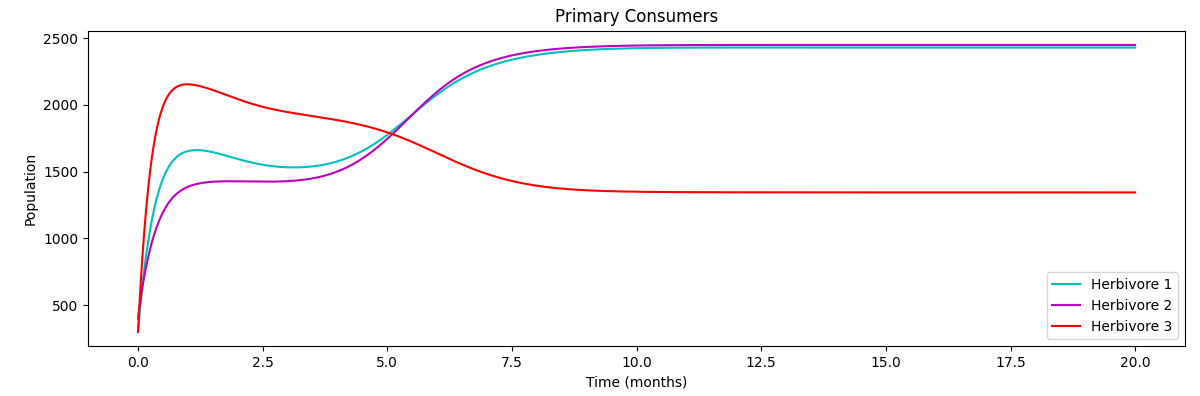 Primary Consumers
2500
2000
1500
1000
500
Population
0.0 2.5 5.0 7.5 10.0 12.5 15.0 17.5 20.0
Time (months)
Herbivore 1
Herbivore 2
Herbivore 3